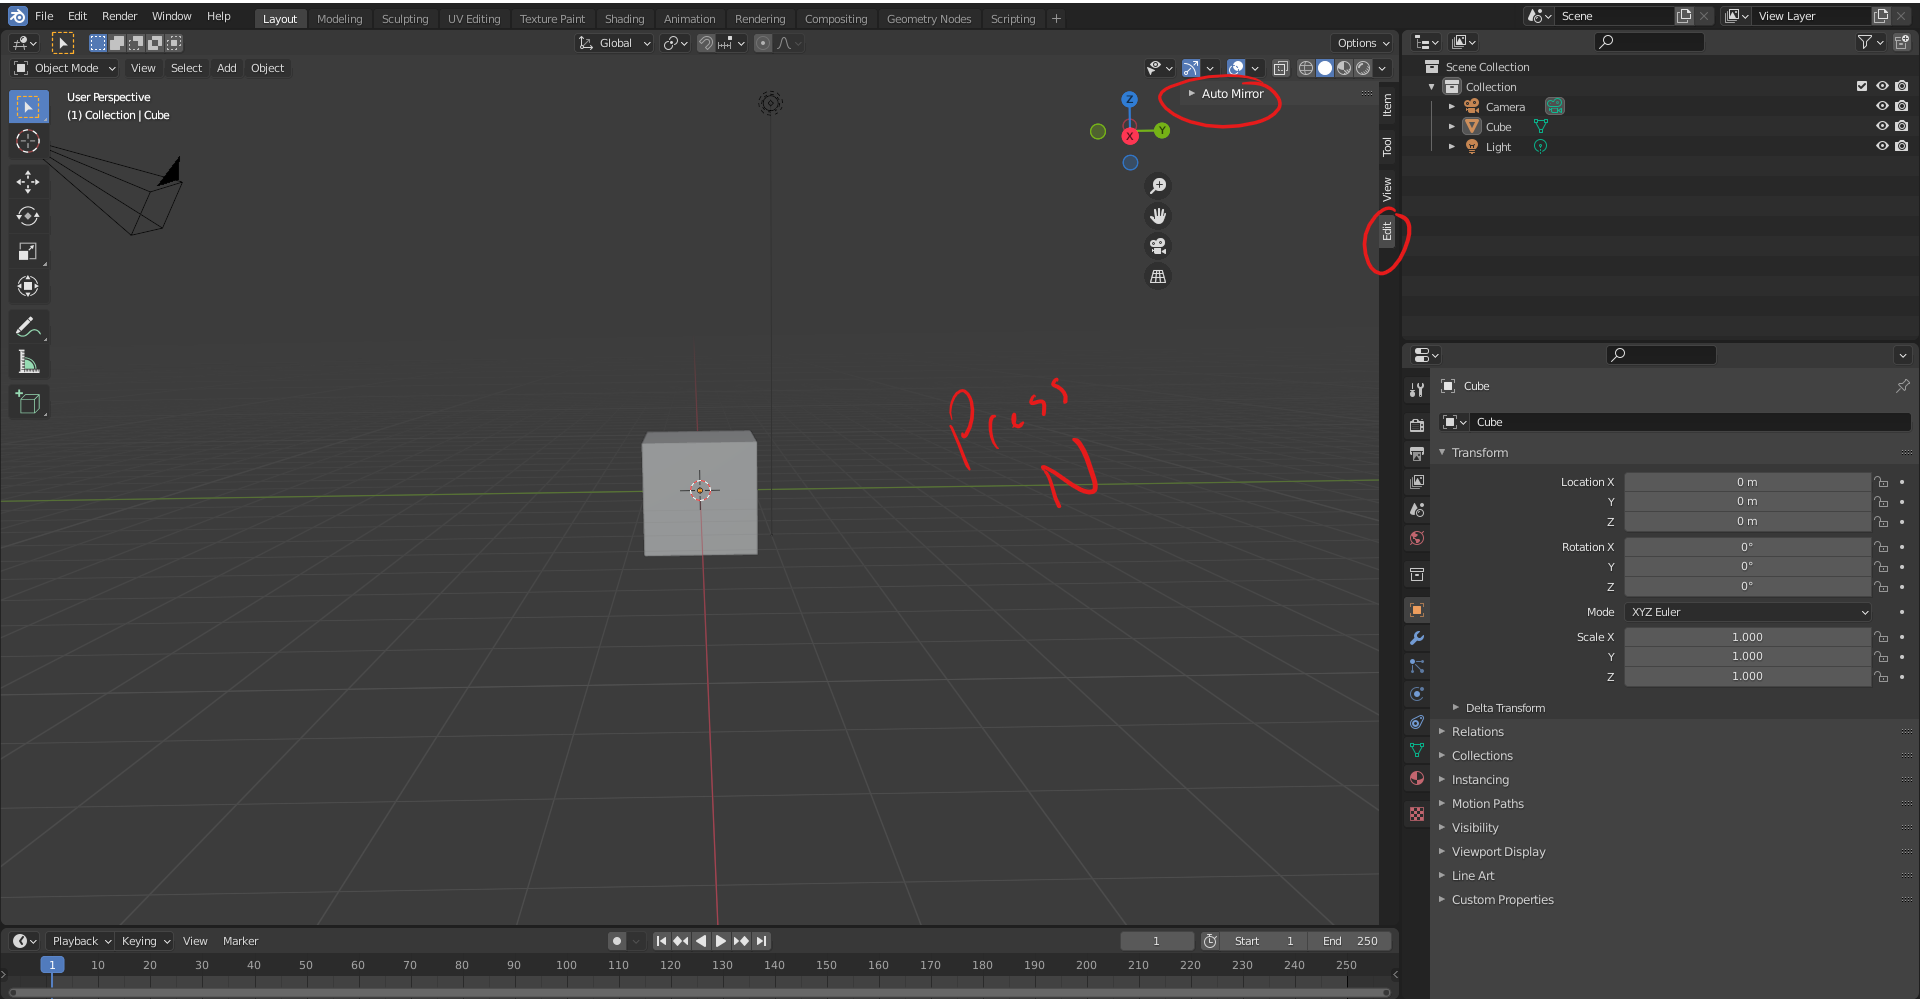 File Edit Render Window Help Layout Modeling Sculpting UV Editing Texture Paint Shading Animation Rendering Compositing Geometry Nodes Scripting + Scene View Layer
Global Options
Object Mode View Select Add Object
User Perspective
(1) Collection | Cube
Auto Mirror
Z
Y
X
Item
Tool
View
Edit
Press
N
Scene Collection
Collection
Camera
Cube
Light
Cube
Cube
Transform
Location X 0 m
Y 0 m
Z 0 m
Rotation X 0°
Y 0°
Z 0°
Mode XYZ Euler
Scale X 1.000
Y 1.000
Z 1.000
Delta Transform
Relations
Collections
Instancing
Motion Paths
Visibility
Viewport Display
Line Art
Custom Properties
Playback Keying View Marker 1 Start 1 End 250
1 10 20 30 40 50 60 70 80 90 100 110 120 130 140 150 160 170 180 190 200 210 220 230 240 250